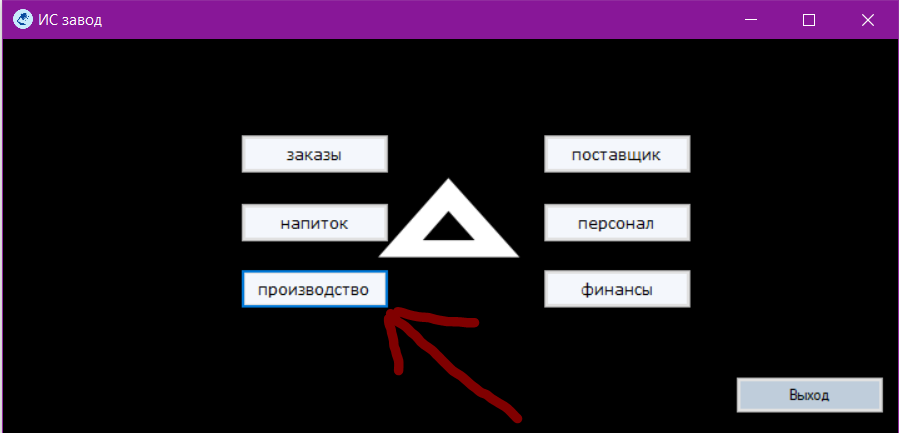 ИС завод
заказы
поставщик
напиток
персонал
производство
финансы
Выход